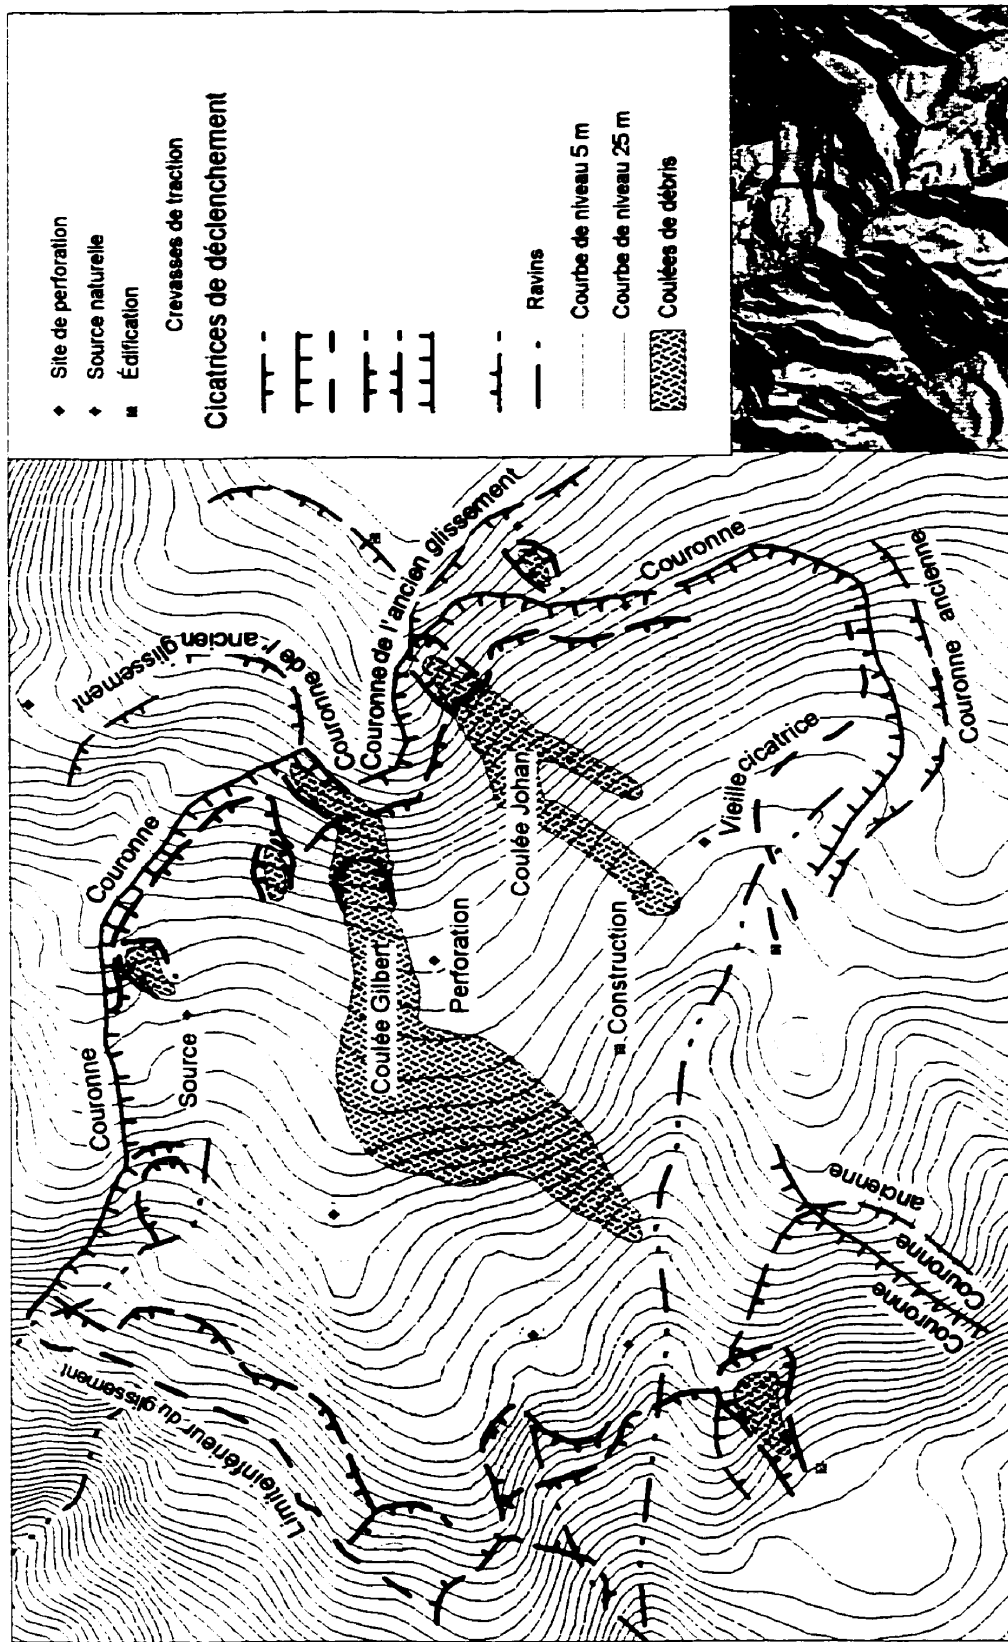 Site de perforation
Source naturelle
Édification
Crevasses de traction
Cicatrices de déclenchement
Ravins
Courbe de niveau 5 m
Courbe de niveau 25 m
Coulées de débris
Couronne
Source
Couronne
Couronne de l'ancien glissement
Couronne de l'ancien glissement
Limite inférieur du glissement
Coulée Gilbert
Perforation
Coulée Johan
Construction
Couronne
Vieille cicatrice
Couronne ancienne
Couronne
Couronne ancienne